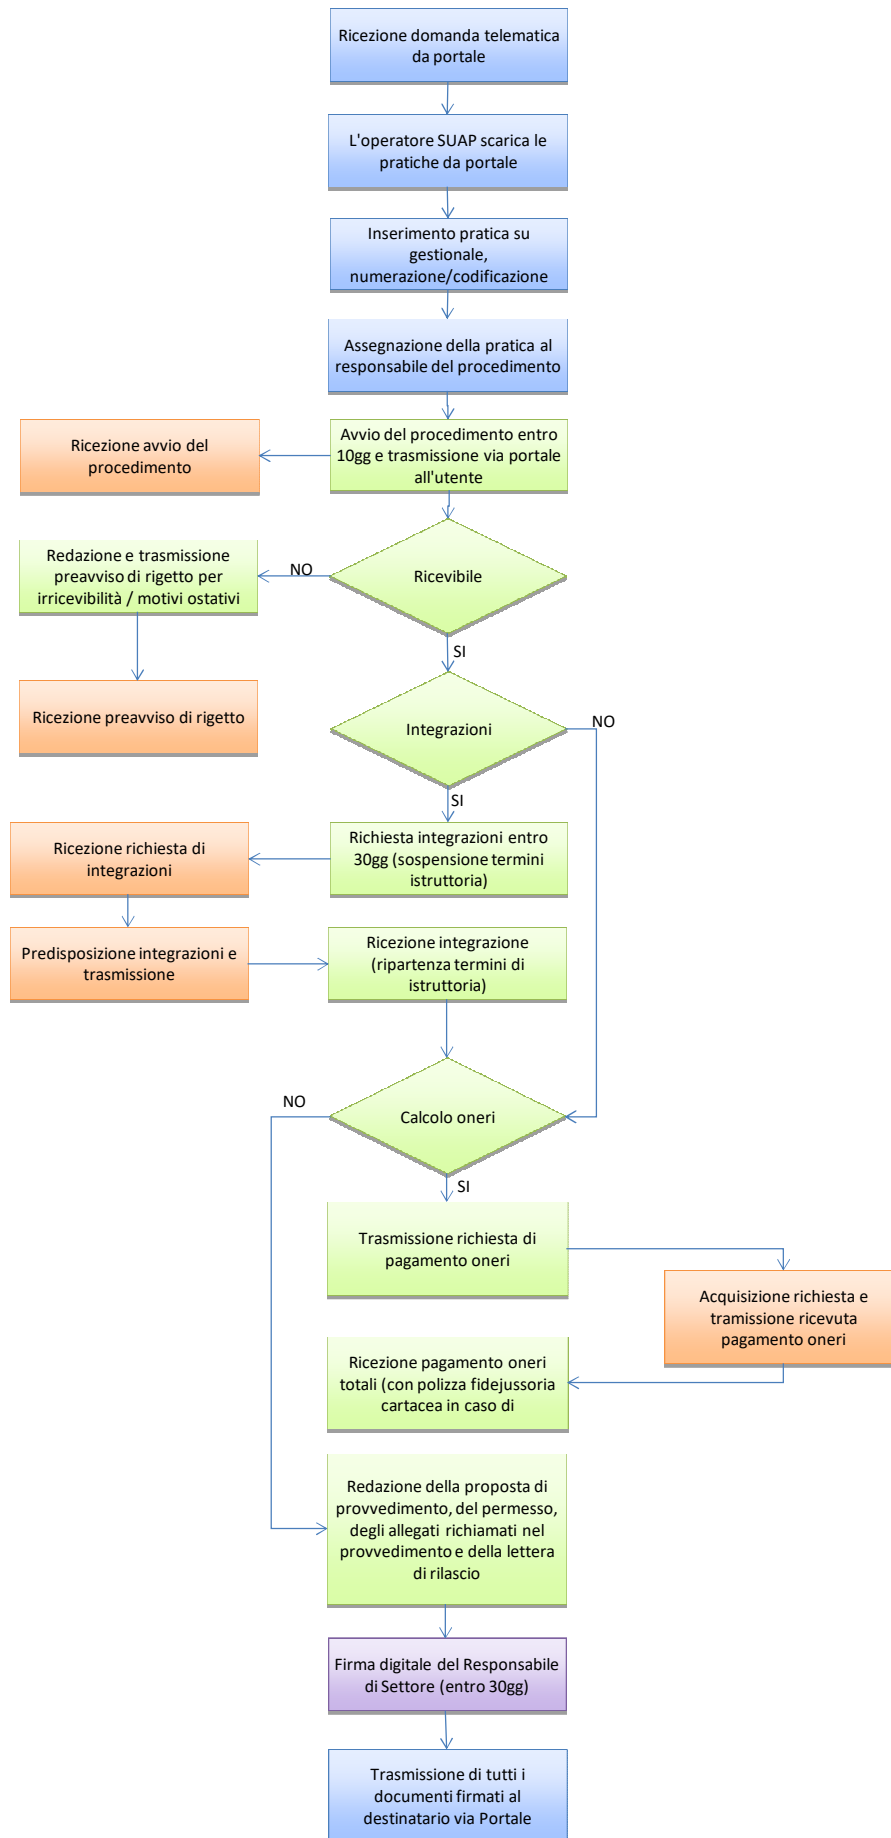 Ricezione domanda telematica
da portale
L'operatore SUAP scarica le
pratiche da portale
Inserimento pratica su
gestionale,
numerazione/codificazione
Assegnazione della pratica al
responsabile del procedimento
Avvio del procedimento entro
10gg e trasmissione via portale
all'utente
Ricezione avvio del
procedimento
Ricevibile
NO
Redazione e trasmissione
preavviso di rigetto per
irricevibilità / motivi ostativi
Ricezione preavviso di rigetto
SI
Integrazioni
NO
SI
Richiesta integrazioni entro
30gg (sospensione termini
istruttoria)
Ricezione richiesta di
integrazioni
Predisposizione integrazioni e
trasmissione
Ricezione integrazione
(ripartenza termini di
istruttoria)
NO
Calcolo oneri
SI
Trasmissione richiesta di
pagamento oneri
Acquisizione richiesta e
tramissione ricevuta
pagamento oneri
Ricezione pagamento oneri
totali (con polizza fidejussoria
cartacea in caso di
Redazione della proposta di
provvedimento, del permesso,
degli allegati richiamati nel
provvedimento e della lettera
di rilascio
Firma digitale del Responsabile
di Settore (entro 30gg)
Trasmissione di tutti i
documenti firmati al
destinatario via Portale